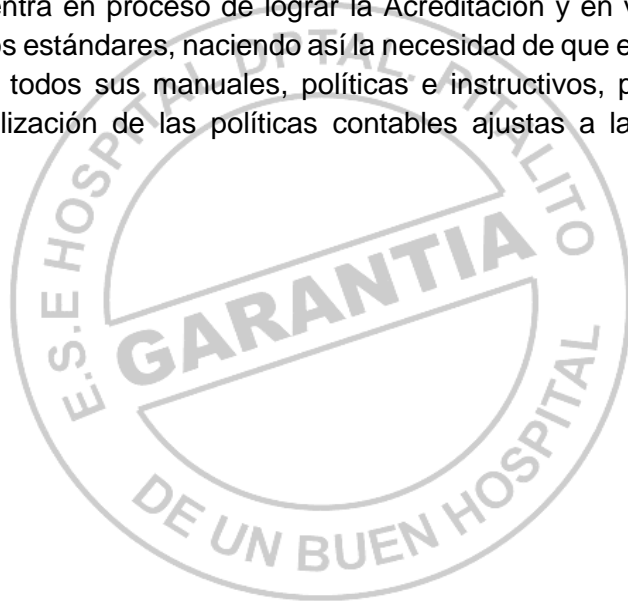 entra en proceso de lograr la Acreditación y en v
os estándares, naciendo así la necesidad de que e
todos sus manuales, políticas e instructivos, p
lización de las políticas contables ajustas a la
E.S.E HOSPITAL DPTAL. PITALITO
GARANTIA
DE UN BUEN HOSPITAL